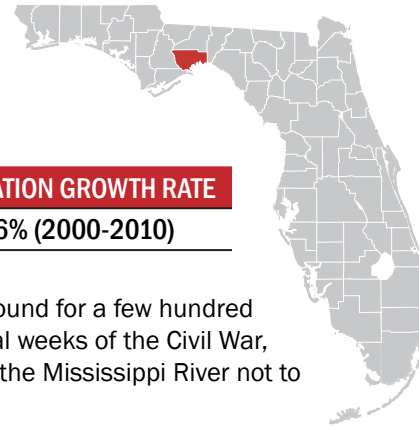 ATION GROWTH RATE
6% (2000-2010)
ound for a few hundred
al weeks of the Civil War,
the Mississippi River not to